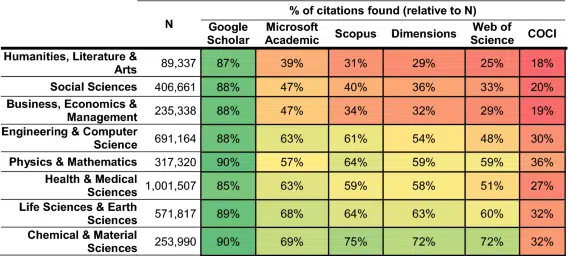 % of citations found (relative to N)
N Google Scholar Microsoft Academic Scopus Dimensions Web of Science COCI
Humanities, Literature &
Arts 89,337 87% 39% 31% 29% 25% 18%
Social Sciences 406,661 88% 47% 40% 36% 33% 20%
Business, Economics &
Management 235,338 88% 47% 34% 32% 29% 19%
Engineering & Computer
Science 691,164 88% 63% 61% 54% 48% 30%
Physics & Mathematics 317,320 90% 57% 64% 59% 59% 36%
Health & Medical
Sciences 1,001,507 85% 63% 59% 58% 51% 27%
Life Sciences & Earth
Sciences 571,817 89% 68% 64% 63% 60% 32%
Chemical & Material
Sciences 253,990 90% 69% 75% 72% 72% 32%